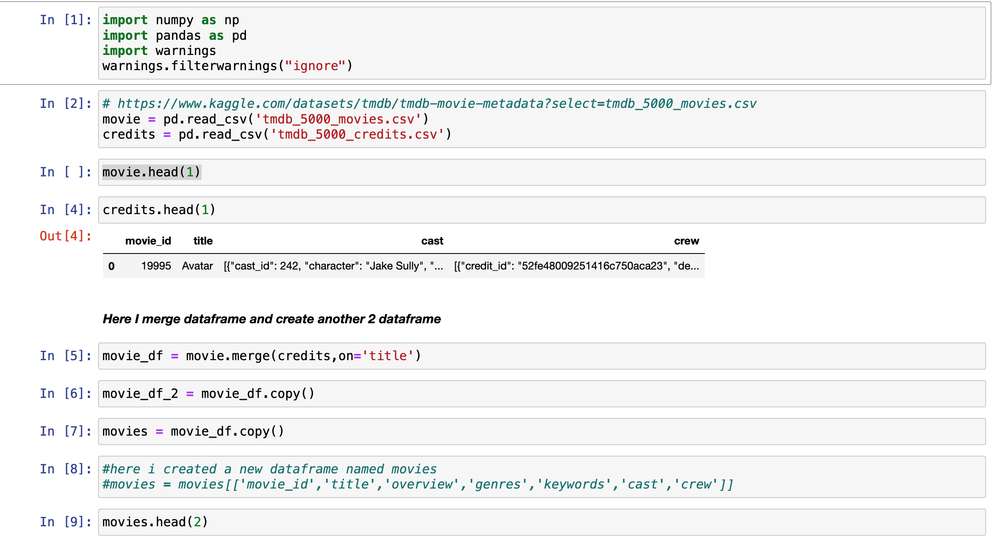 In [1]: import numpy as np
import pandas as pd
import warnings
warnings.filterwarnings("ignore")
In [2]: # https://www.kaggle.com/datasets/tmdb/tmdb-movie-metadata?select=tmdb_5000_movies.csv
movie = pd.read_csv('tmdb_5000_movies.csv')
credits = pd.read_csv('tmdb_5000_credits.csv')
In [ ]: movie.head(1)
In [4]: credits.head(1)
Out[4]:
movie_id title cast crew
0 19995 Avatar [{"cast_id": 242, "character": "Jake Sully", "... [{"credit_id": "52fe48009251416c750aca23", "de...
Here I merge dataframe and create another 2 dataframe
In [5]: movie_df = movie.merge(credits,on='title')
In [6]: movie_df_2 = movie_df.copy()
In [7]: movies = movie_df.copy()
In [8]: #here i created a new dataframe named movies
#movies = movies[['movie_id','title','overview','genres','keywords','cast','crew']]
In [9]: movies.head(2)